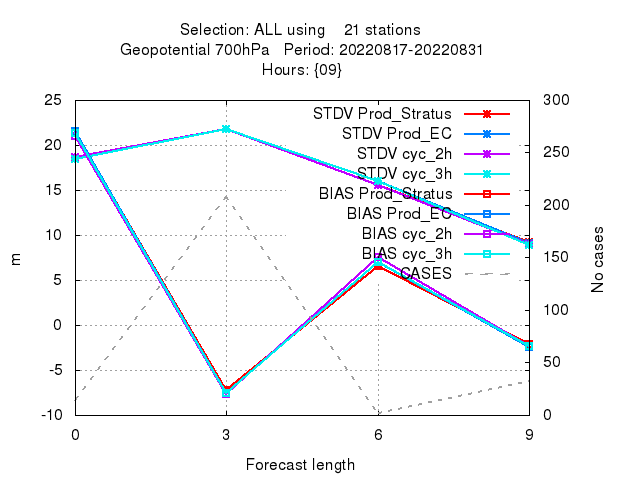 Selection: ALL using    21 stations
Geopotential 700hPa   Period: 20220817-20220831
Hours: {09}
25
20
15
10
5
0
-5
-10
m
300
250
200
150
100
50
0
No cases
STDV Prod_Stratus
STDV Prod_EC
STDV cyc_2h
STDV cyc_3h
BIAS Prod_Stratus
BIAS Prod_EC
BIAS cyc_2h
BIAS cyc_3h
CASES
0 3 6 9
Forecast length